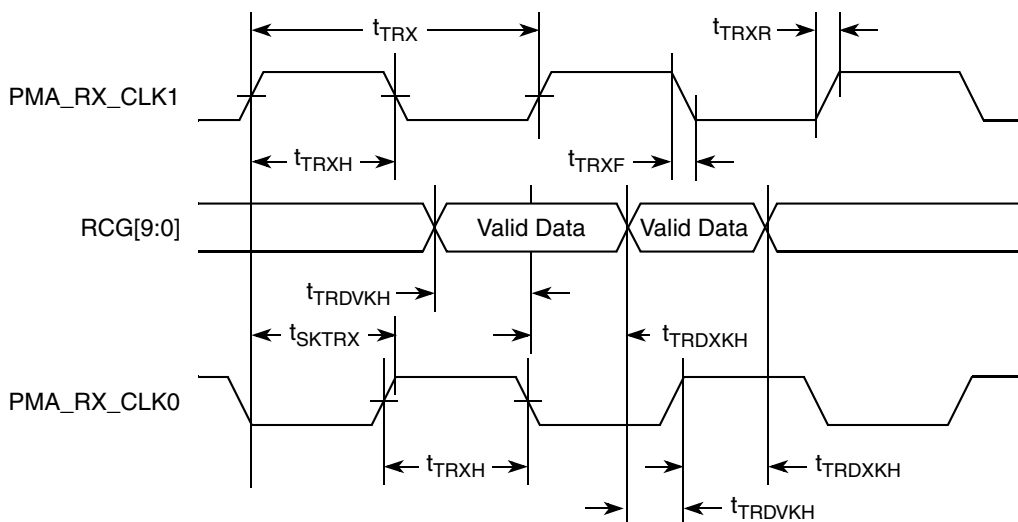 tTRX
tTRXR
PMA_RX_CLK1
tTRXH
tTRXF
RCG[9:0]
Valid Data
Valid Data
tTRDVKH
tSKTRX
tTRDXKH
PMA_RX_CLK0
tTRXH
tTRDXKH
tTRDVKH